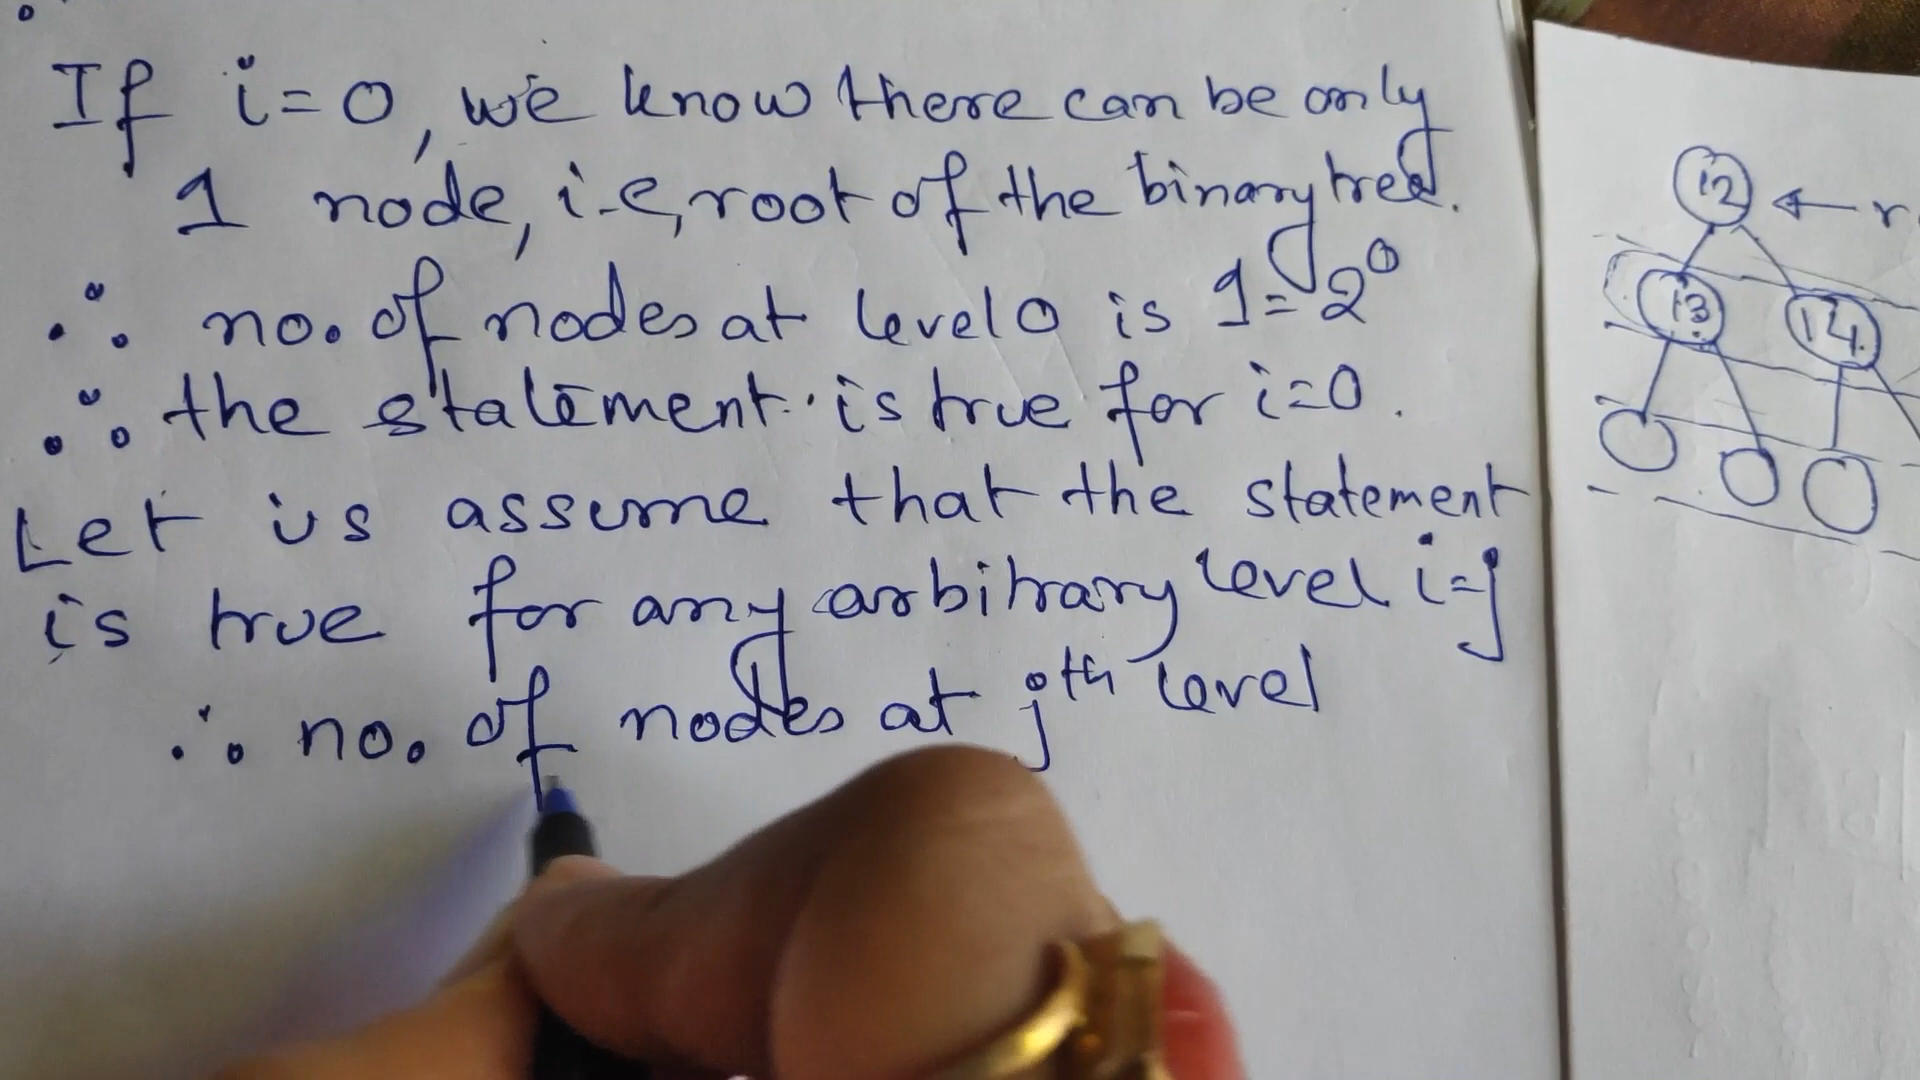 If i=0, we know there can be only
1 node, i.e, root of the binary tree.
∴ no. of nodes at level 0 is 1=2⁰
∴ the statement is true for i=0.
Let us assume that the statement
is true for any arbitrary level i=j
∴ no. of nodes at jth level
12 ← r
13 14